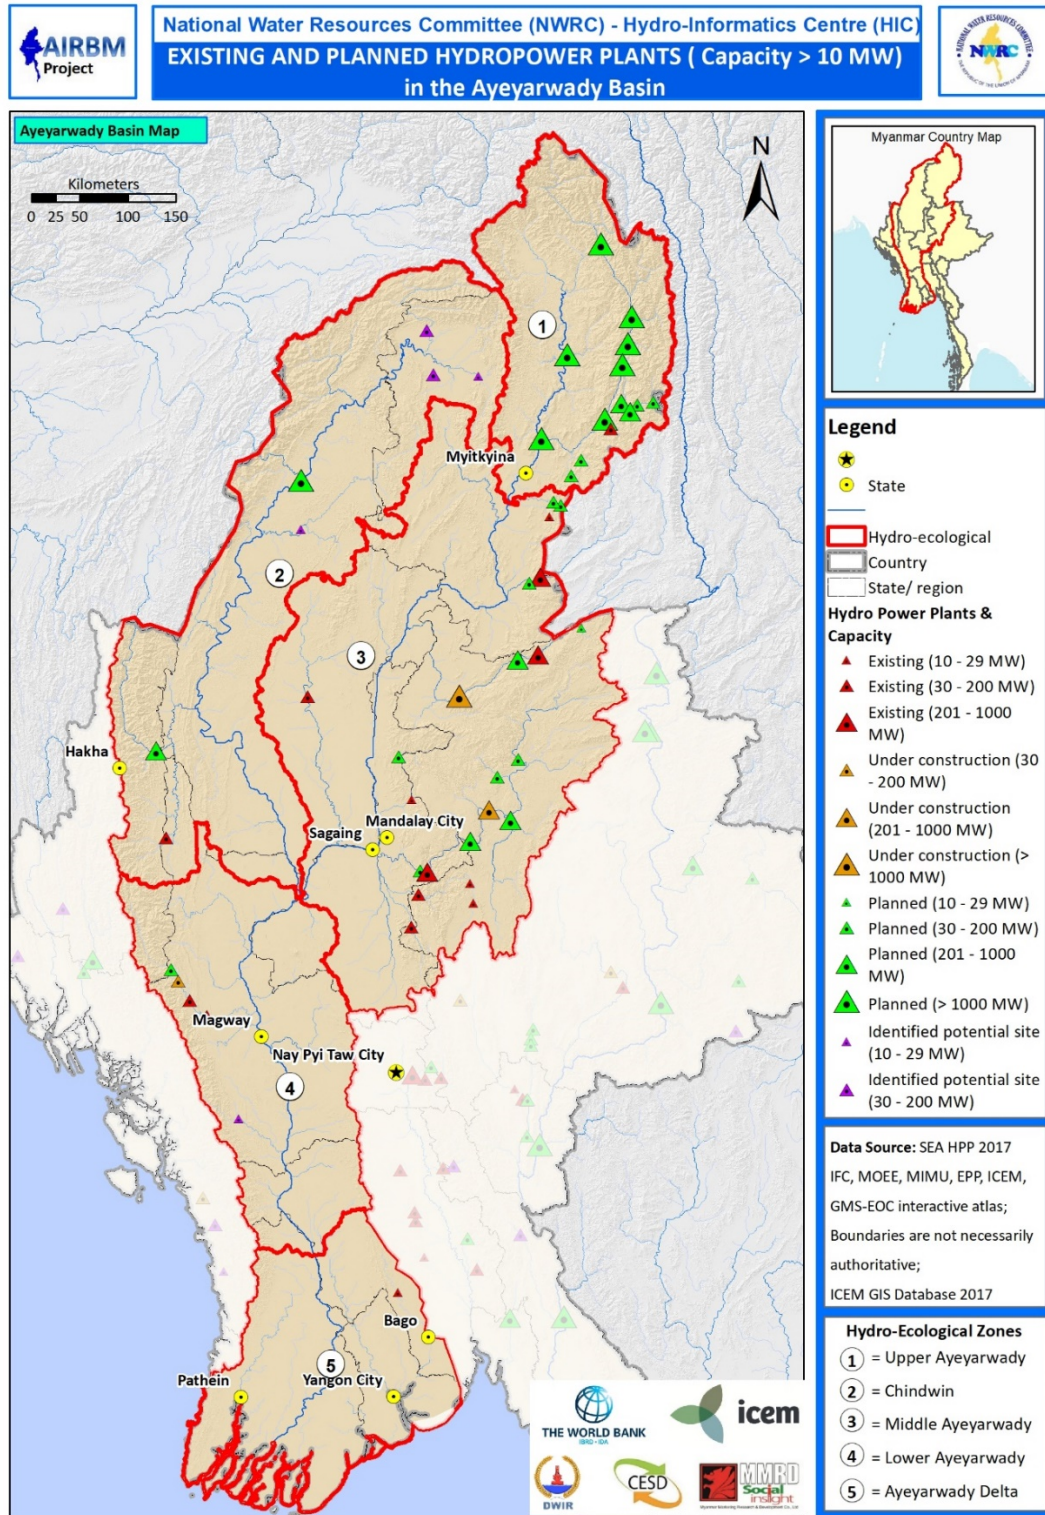 AIRBM
Project
National Water Resources Committee (NWRC) - Hydro-Informatics Centre (HIC)
EXISTING AND PLANNED HYDROPOWER PLANTS ( Capacity > 10 MW)
in the Ayeyarwady Basin
NWRC
Ayeyarwady Basin Map
Kilometers
0 25 50 100 150
N
1
Myitkyina
2
3
Hakha
Mandalay City
Sagaing
Magway
Nay Pyi Taw City
4
Bago
5
Pathein
Yangon City
THE WORLD BANK
IBRD • IDA
icem
DWIR
CESD
MMRD
Social
insight
Myanmar Country Map
Legend
State
Hydro-ecological
Country
State/ region
Hydro Power Plants &
Capacity
Existing (10 - 29 MW)
Existing (30 - 200 MW)
Existing (201 - 1000
MW)
Under construction (30
- 200 MW)
Under construction
(201 - 1000 MW)
Under construction (>
1000 MW)
Planned (10 - 29 MW)
Planned (30 - 200 MW)
Planned (201 - 1000
MW)
Planned (> 1000 MW)
Identified potential site
(10 - 29 MW)
Identified potential site
(30 - 200 MW)
Data Source: SEA HPP 2017
IFC, MOEE, MIMU, EPP, ICEM,
GMS-EOC interactive atlas;
Boundaries are not necessarily
authoritative;
ICEM GIS Database 2017
Hydro-Ecological Zones
1 = Upper Ayeyarwady
2 = Chindwin
3 = Middle Ayeyarwady
4 = Lower Ayeyarwady
5 = Ayeyarwady Delta